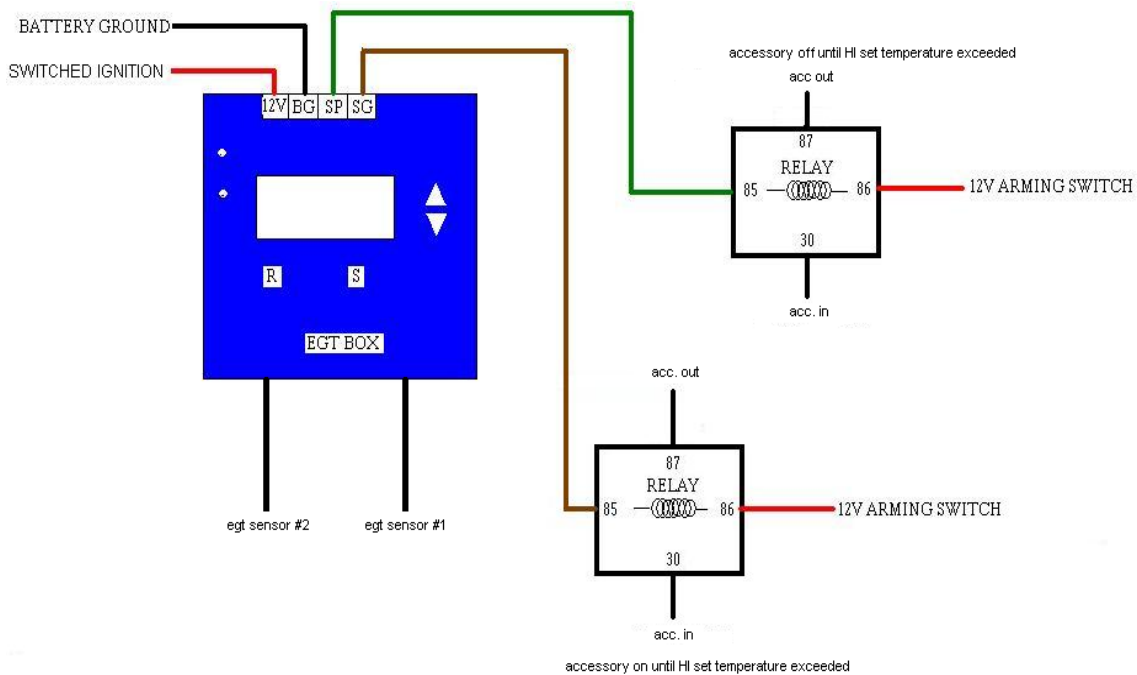 BATTERY GROUND
SWITCHED IGNITION
12V BG SP SG
R S
EGT BOX
egt sensor #2 egt sensor #1
accessory off until HI set temperature exceeded
acc out
87
RELAY
85 86 12V ARMING SWITCH
30
acc. in
acc. out
87
RELAY
85 86 12V ARMING SWITCH
30
acc. in
accessory on until HI set temperature exceeded